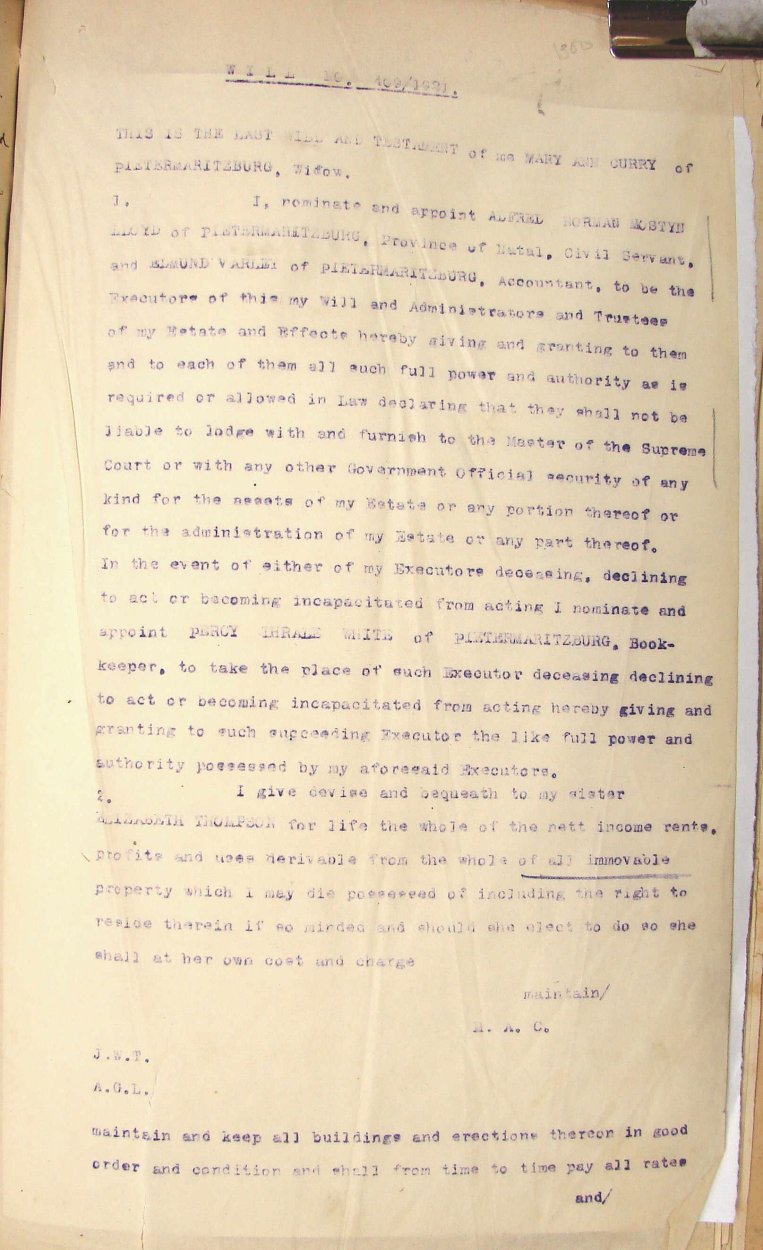 1360
WILL NO. 409/1921.
THIS IS THE LAST WILL AND TESTAMENT of me MARY ANN CURRY of
PIETERMARITZBURG, Widow.
1. I, nominate and appoint ALFRED NORMAN MOSTYN
LLOYD of PIETERMARITZBURG, Province of Natal, Civil Servant,
and EDMUND VARLEY of PIETERMARITZBURG, Accountant, to be the
Executors of this my Will and Administrators and Trustees
of my Estate and Effects hereby giving and granting to them
and to each of them all such full power and authority as is
required or allowed in Law declaring that they shall not be
liable to lodge with and furnish to the Master of the Supreme
Court or with any other Government Official security of any
kind for the assets of my Estate or any portion thereof or
for the administration of my Estate or any part thereof.
In the event of either of my Executors deceasing, declining
to act or becoming incapacitated from acting I nominate and
appoint PERCY THRALE WHITE of PIETERMARITZBURG, Book-
keeper, to take the place of such Executor deceasing declining
to act or becoming incapacitated from acting hereby giving and
granting to such succeeding Executor the like full power and
authority possessed by my aforesaid Executors.
2. I give devise and bequeath to my sister
ELIZABETH THOMPSON for life the whole of the nett income rents,
profits and uses derivable from the whole of all immovable
property which I may die possessed of including the right to
reside therein if so minded and should she elect to do so she
shall at her own cost and charge
maintain/
M. A. C.
J.W.T.
A.G.L.
maintain and keep all buildings and erections thereon in good
order and condition and shall from time to time pay all rates
and/